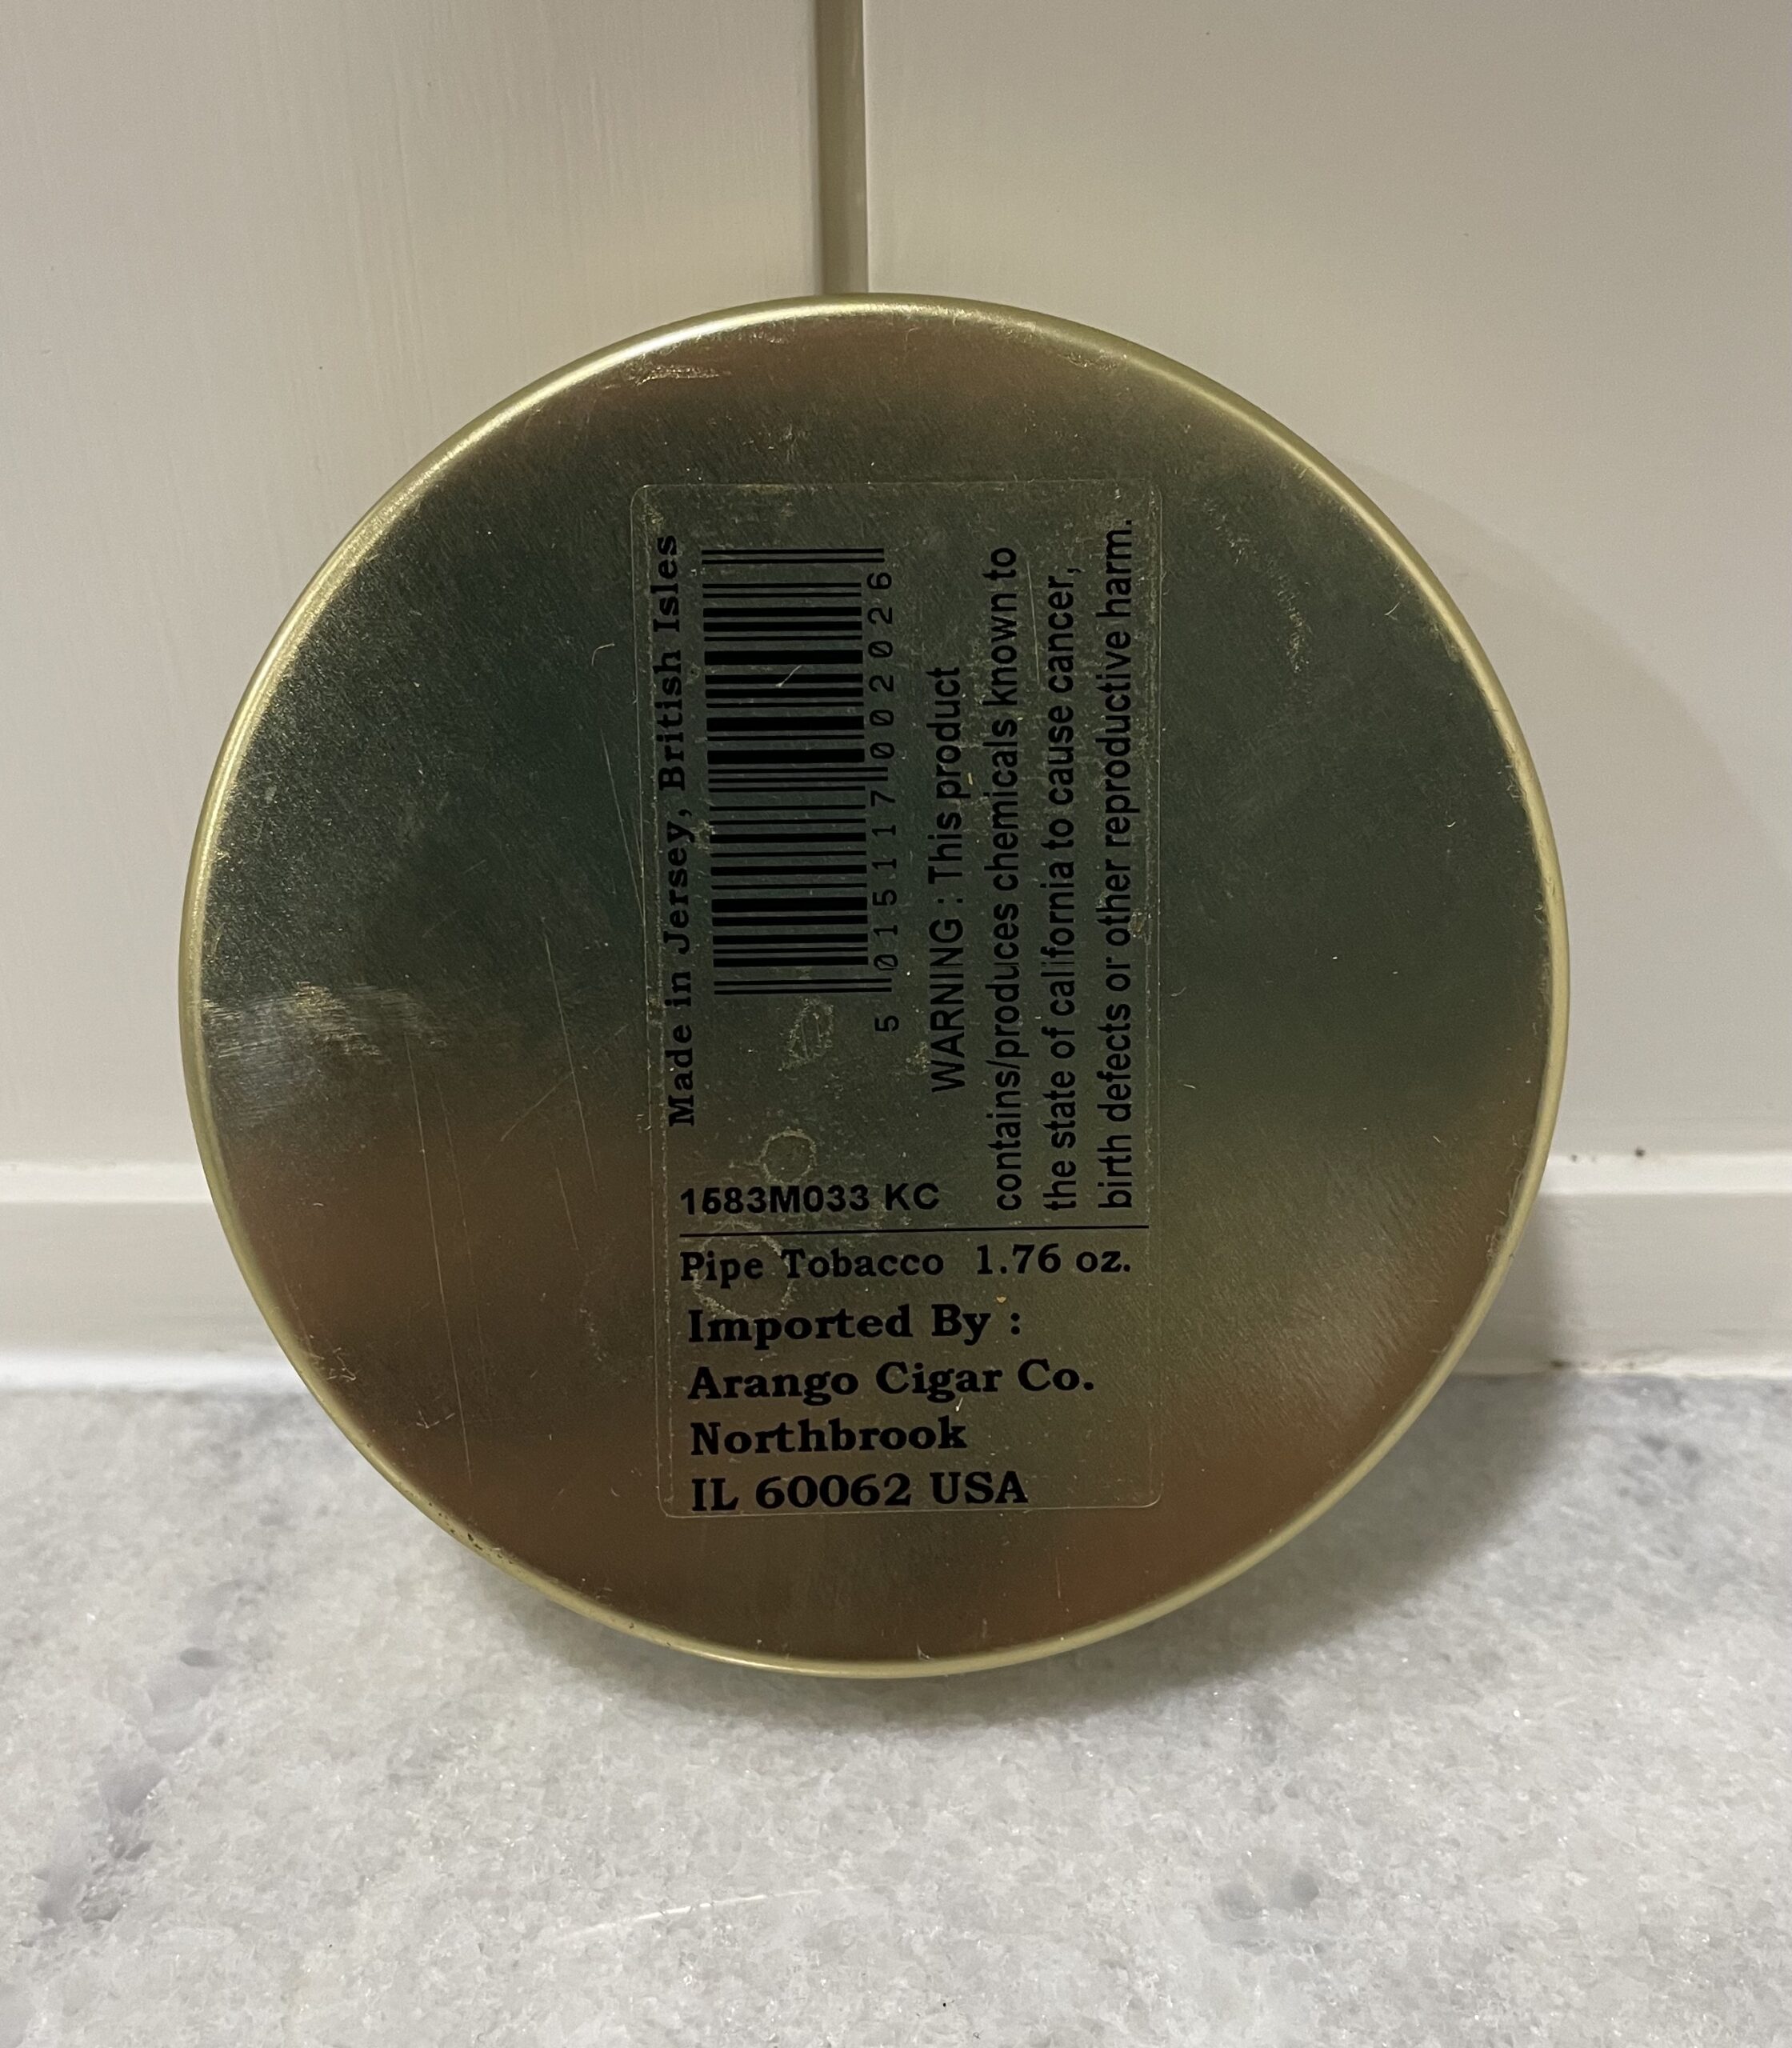 Made in Jersey, British Isles
5 015117 002026
WARNING : This product
contains/produces chemicals known to
the state of california to cause cancer,
birth defects or other reproductive harm.
1583M033 KC
Pipe Tobacco 1.76 oz.
Imported By :
Arango Cigar Co.
Northbrook
IL 60062 USA